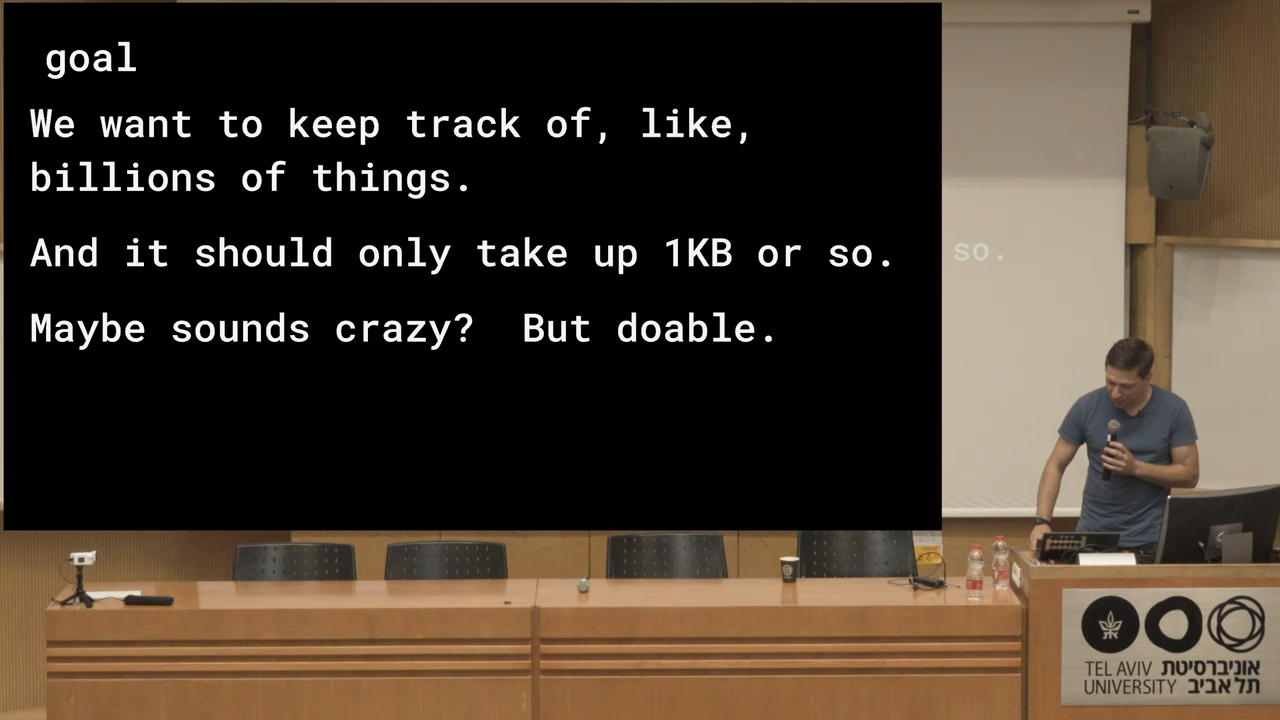 goal
We want to keep track of, like,
billions of things.
And it should only take up 1KB or so.
so.
Maybe sounds crazy?  But doable.
TEL AVIV אוניברסיטת
UNIVERSITY תל אביב